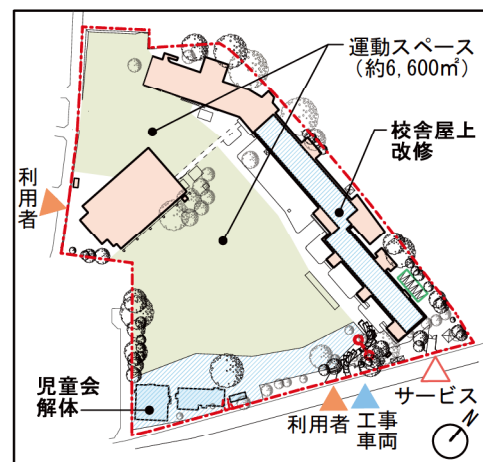 運動スペース
（約6,600㎡）
校舎屋上
改修
利用者
児童会
解体
利用者
工事
車両
サービス
N